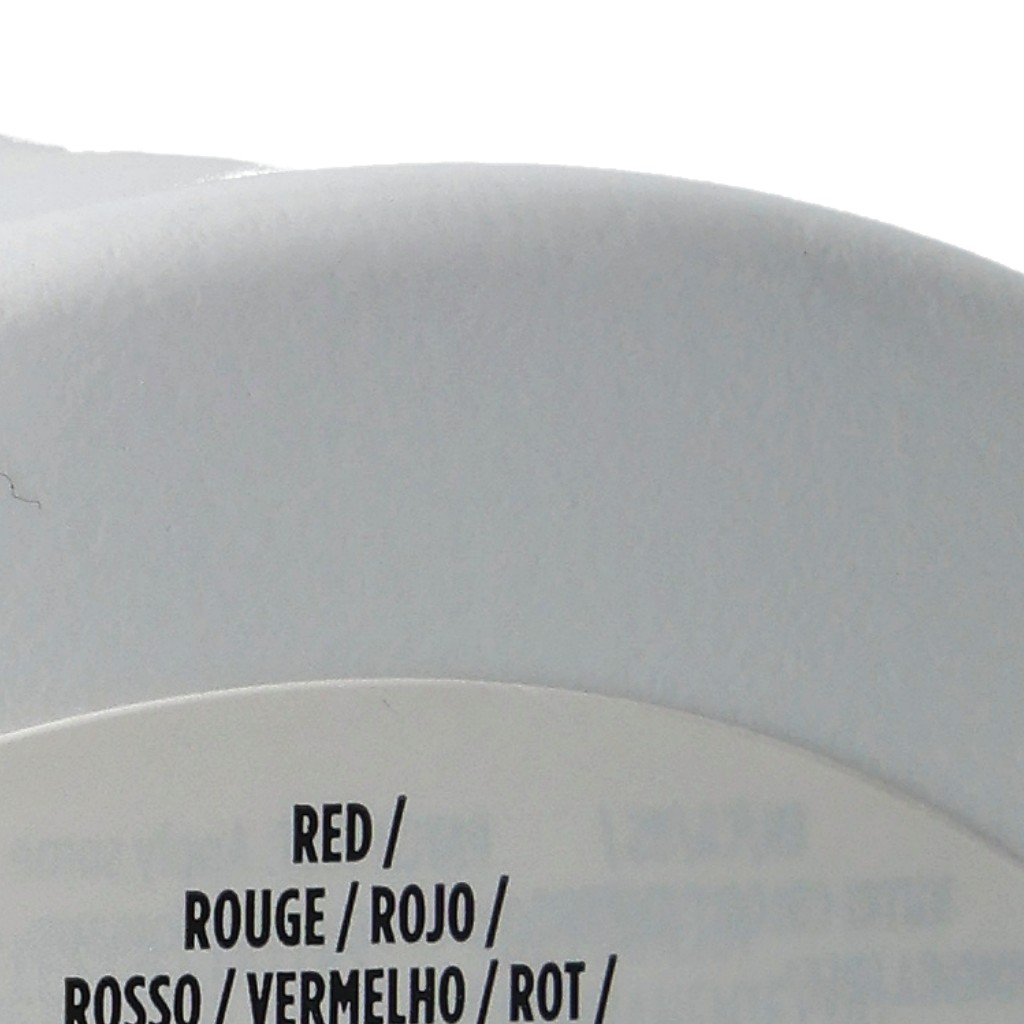 RED /
ROUGE / ROJO /
ROSSO / VERMELHO / ROT /